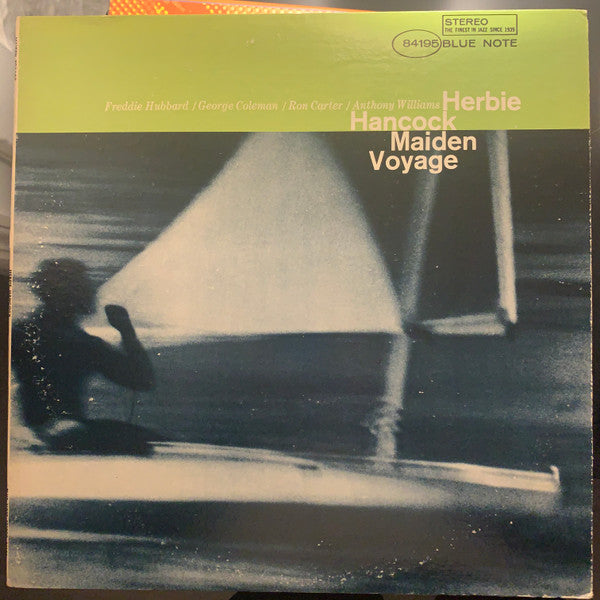 STEREO
THE FINEST IN JAZZ SINCE 1939
84195 BLUE NOTE
Freddie Hubbard / George Coleman / Ron Carter / Anthony Williams Herbie
Hancock
Maiden
Voyage